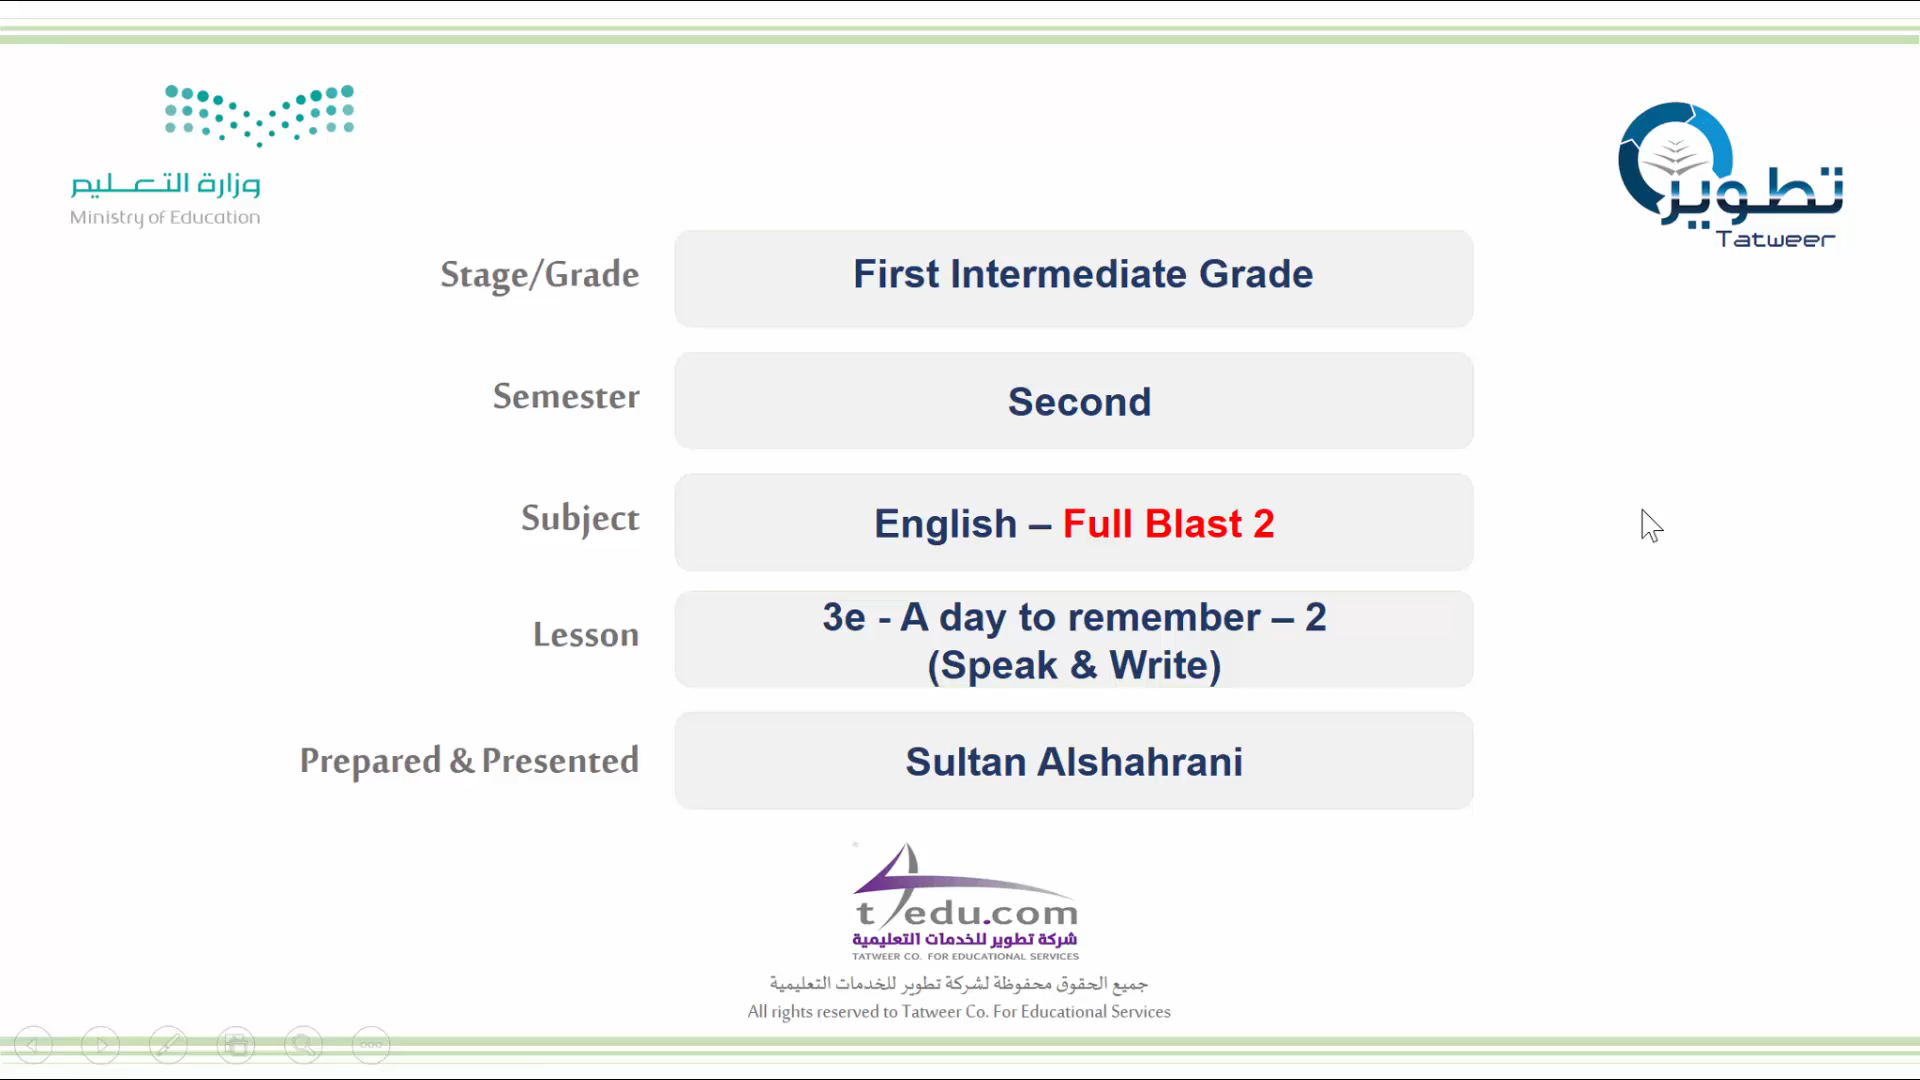 وزارة التعليم
Ministry of Education
تطوير
Tatweer
Stage/Grade
First Intermediate Grade
Semester
Second
Subject
English – Full Blast 2
Lesson
3e - A day to remember – 2
(Speak & Write)
Prepared & Presented
Sultan Alshahrani
t4edu.com
شركة تطوير للخدمات التعليمية
TATWEER CO. FOR EDUCATIONAL SERVICES
جميع الحقوق محفوظة لشركة تطوير للخدمات التعليمية
All rights reserved to Tatweer Co. For Educational Services